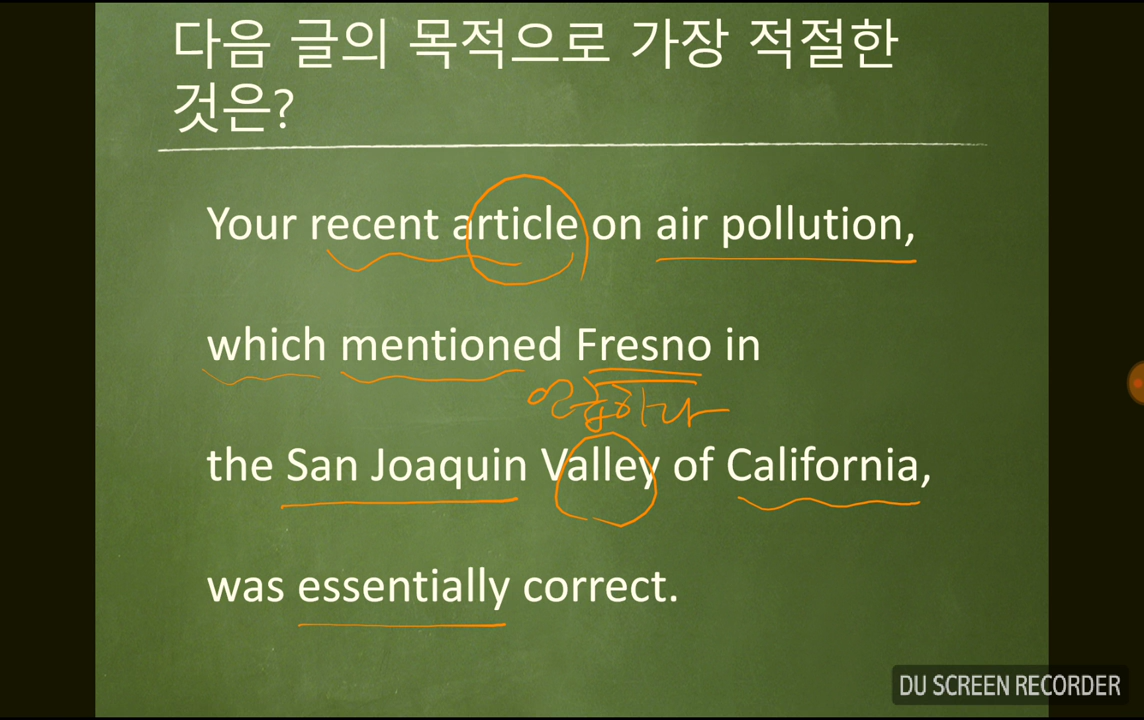 다음 글의 목적으로 가장 적절한
것은?
Your recent article on air pollution,
which mentioned Fresno in
언급하다
the San Joaquin Valley of California,
was essentially correct.
DU SCREEN RECORDER